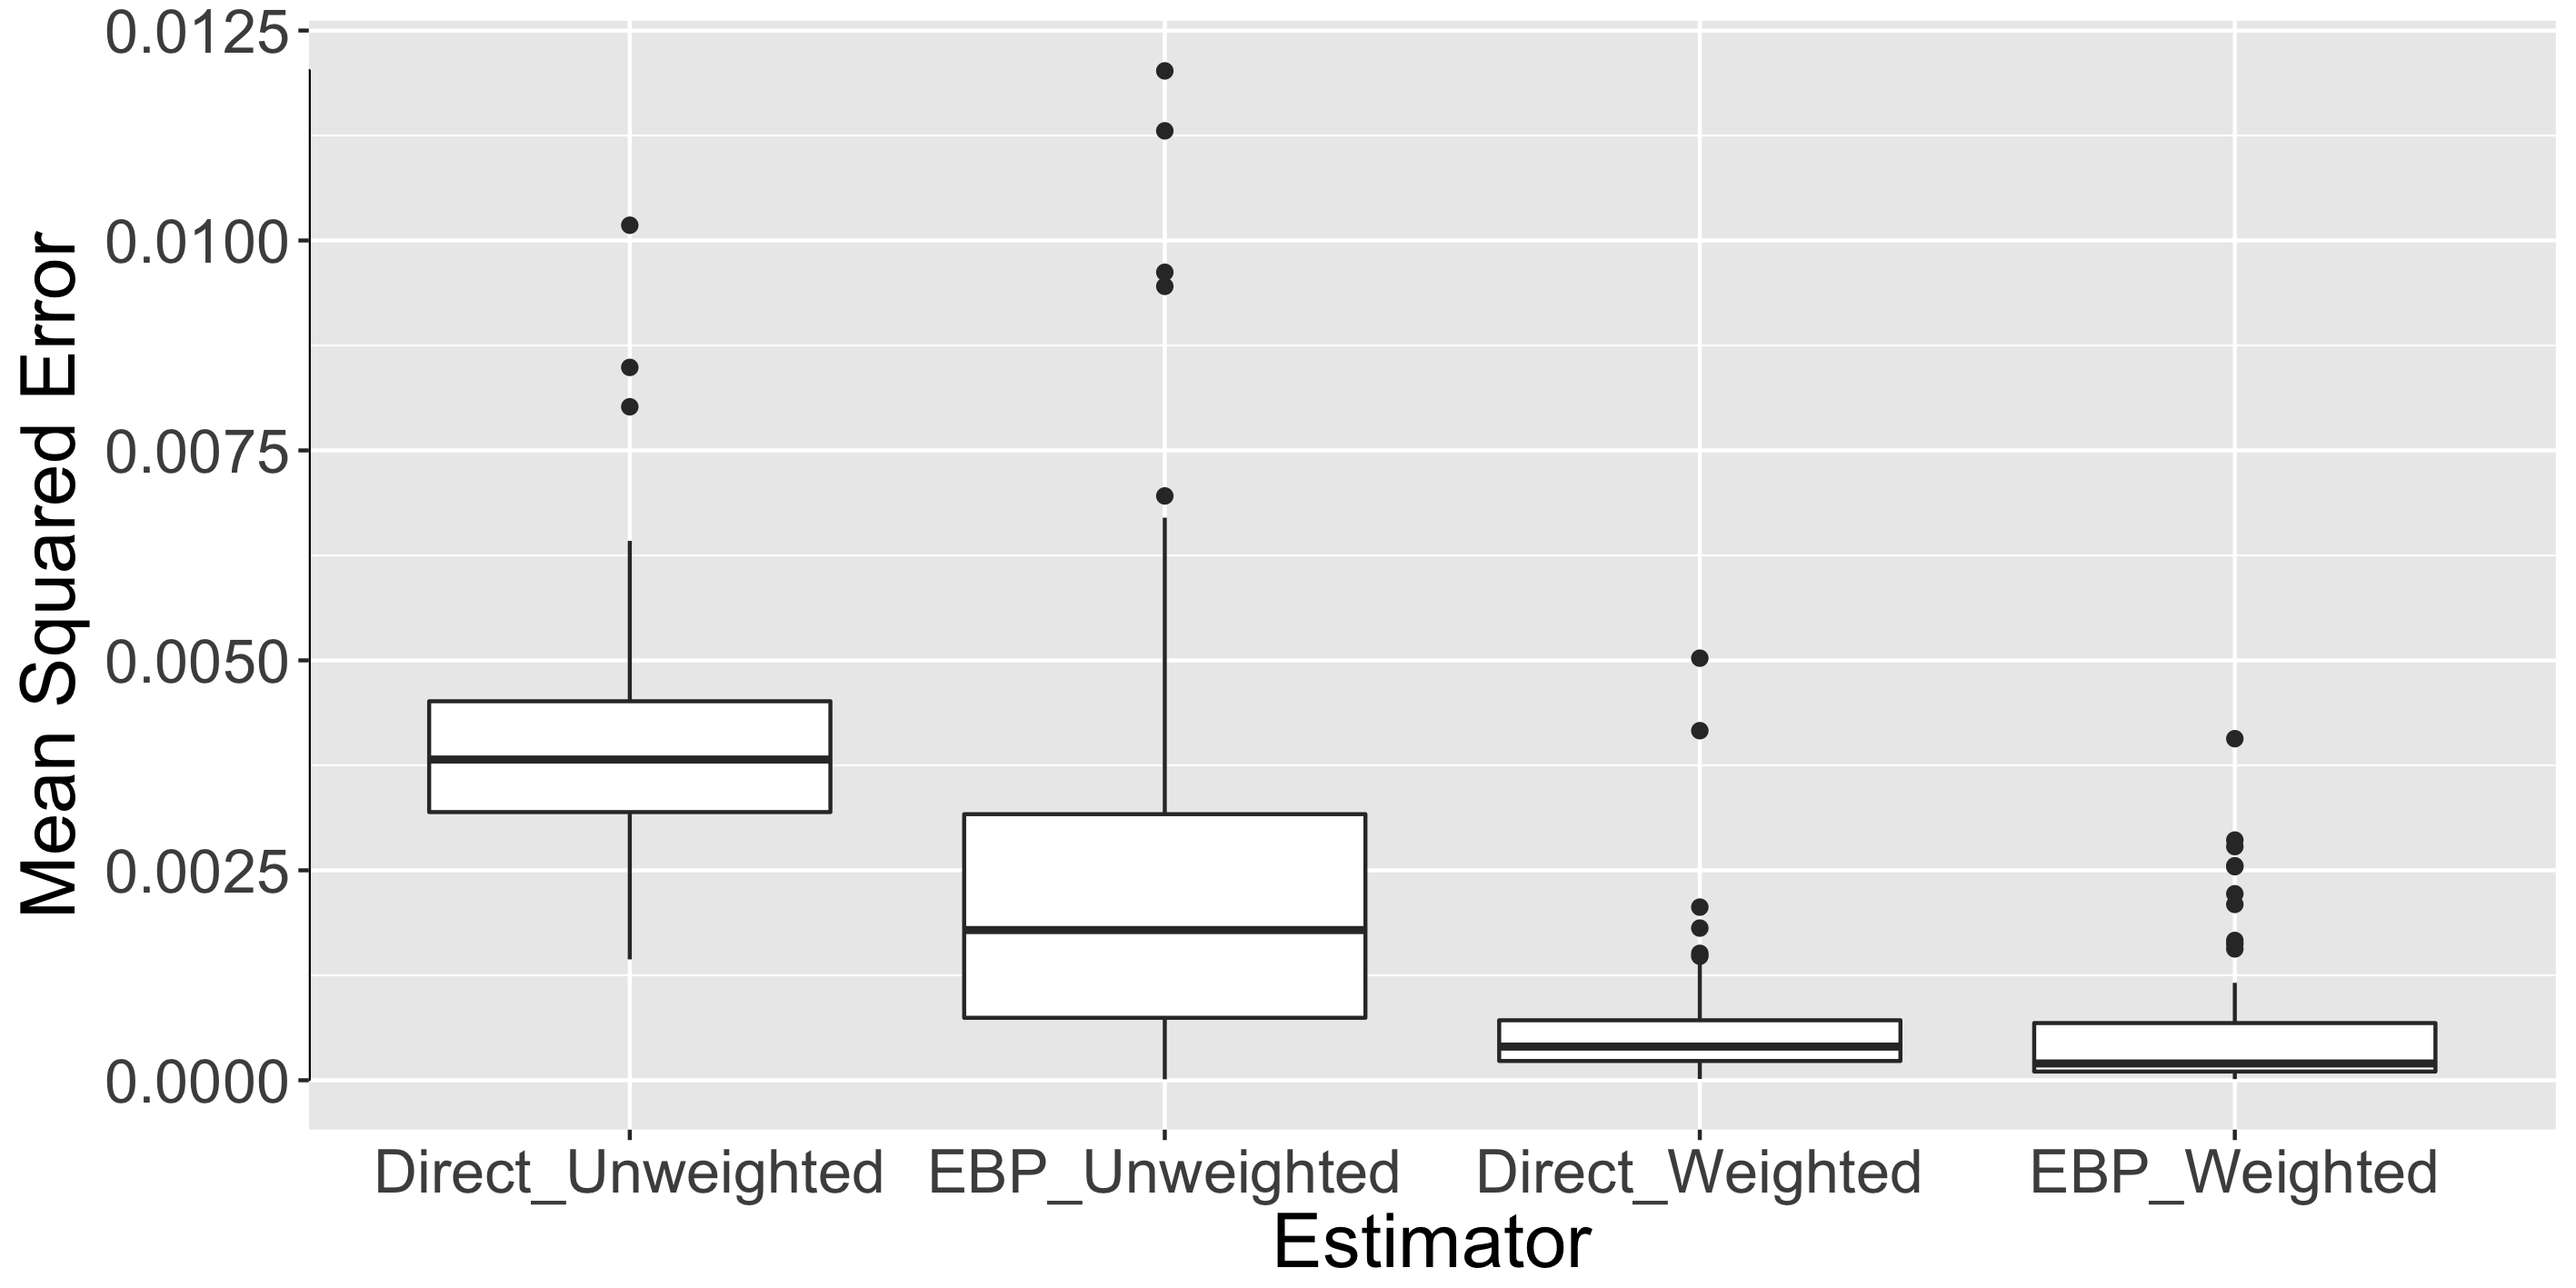 Mean Squared Error
0.0125
0.0100
0.0075
0.0050
0.0025
0.0000
Direct_Unweighted EBP_Unweighted Direct_Weighted EBP_Weighted
Estimator